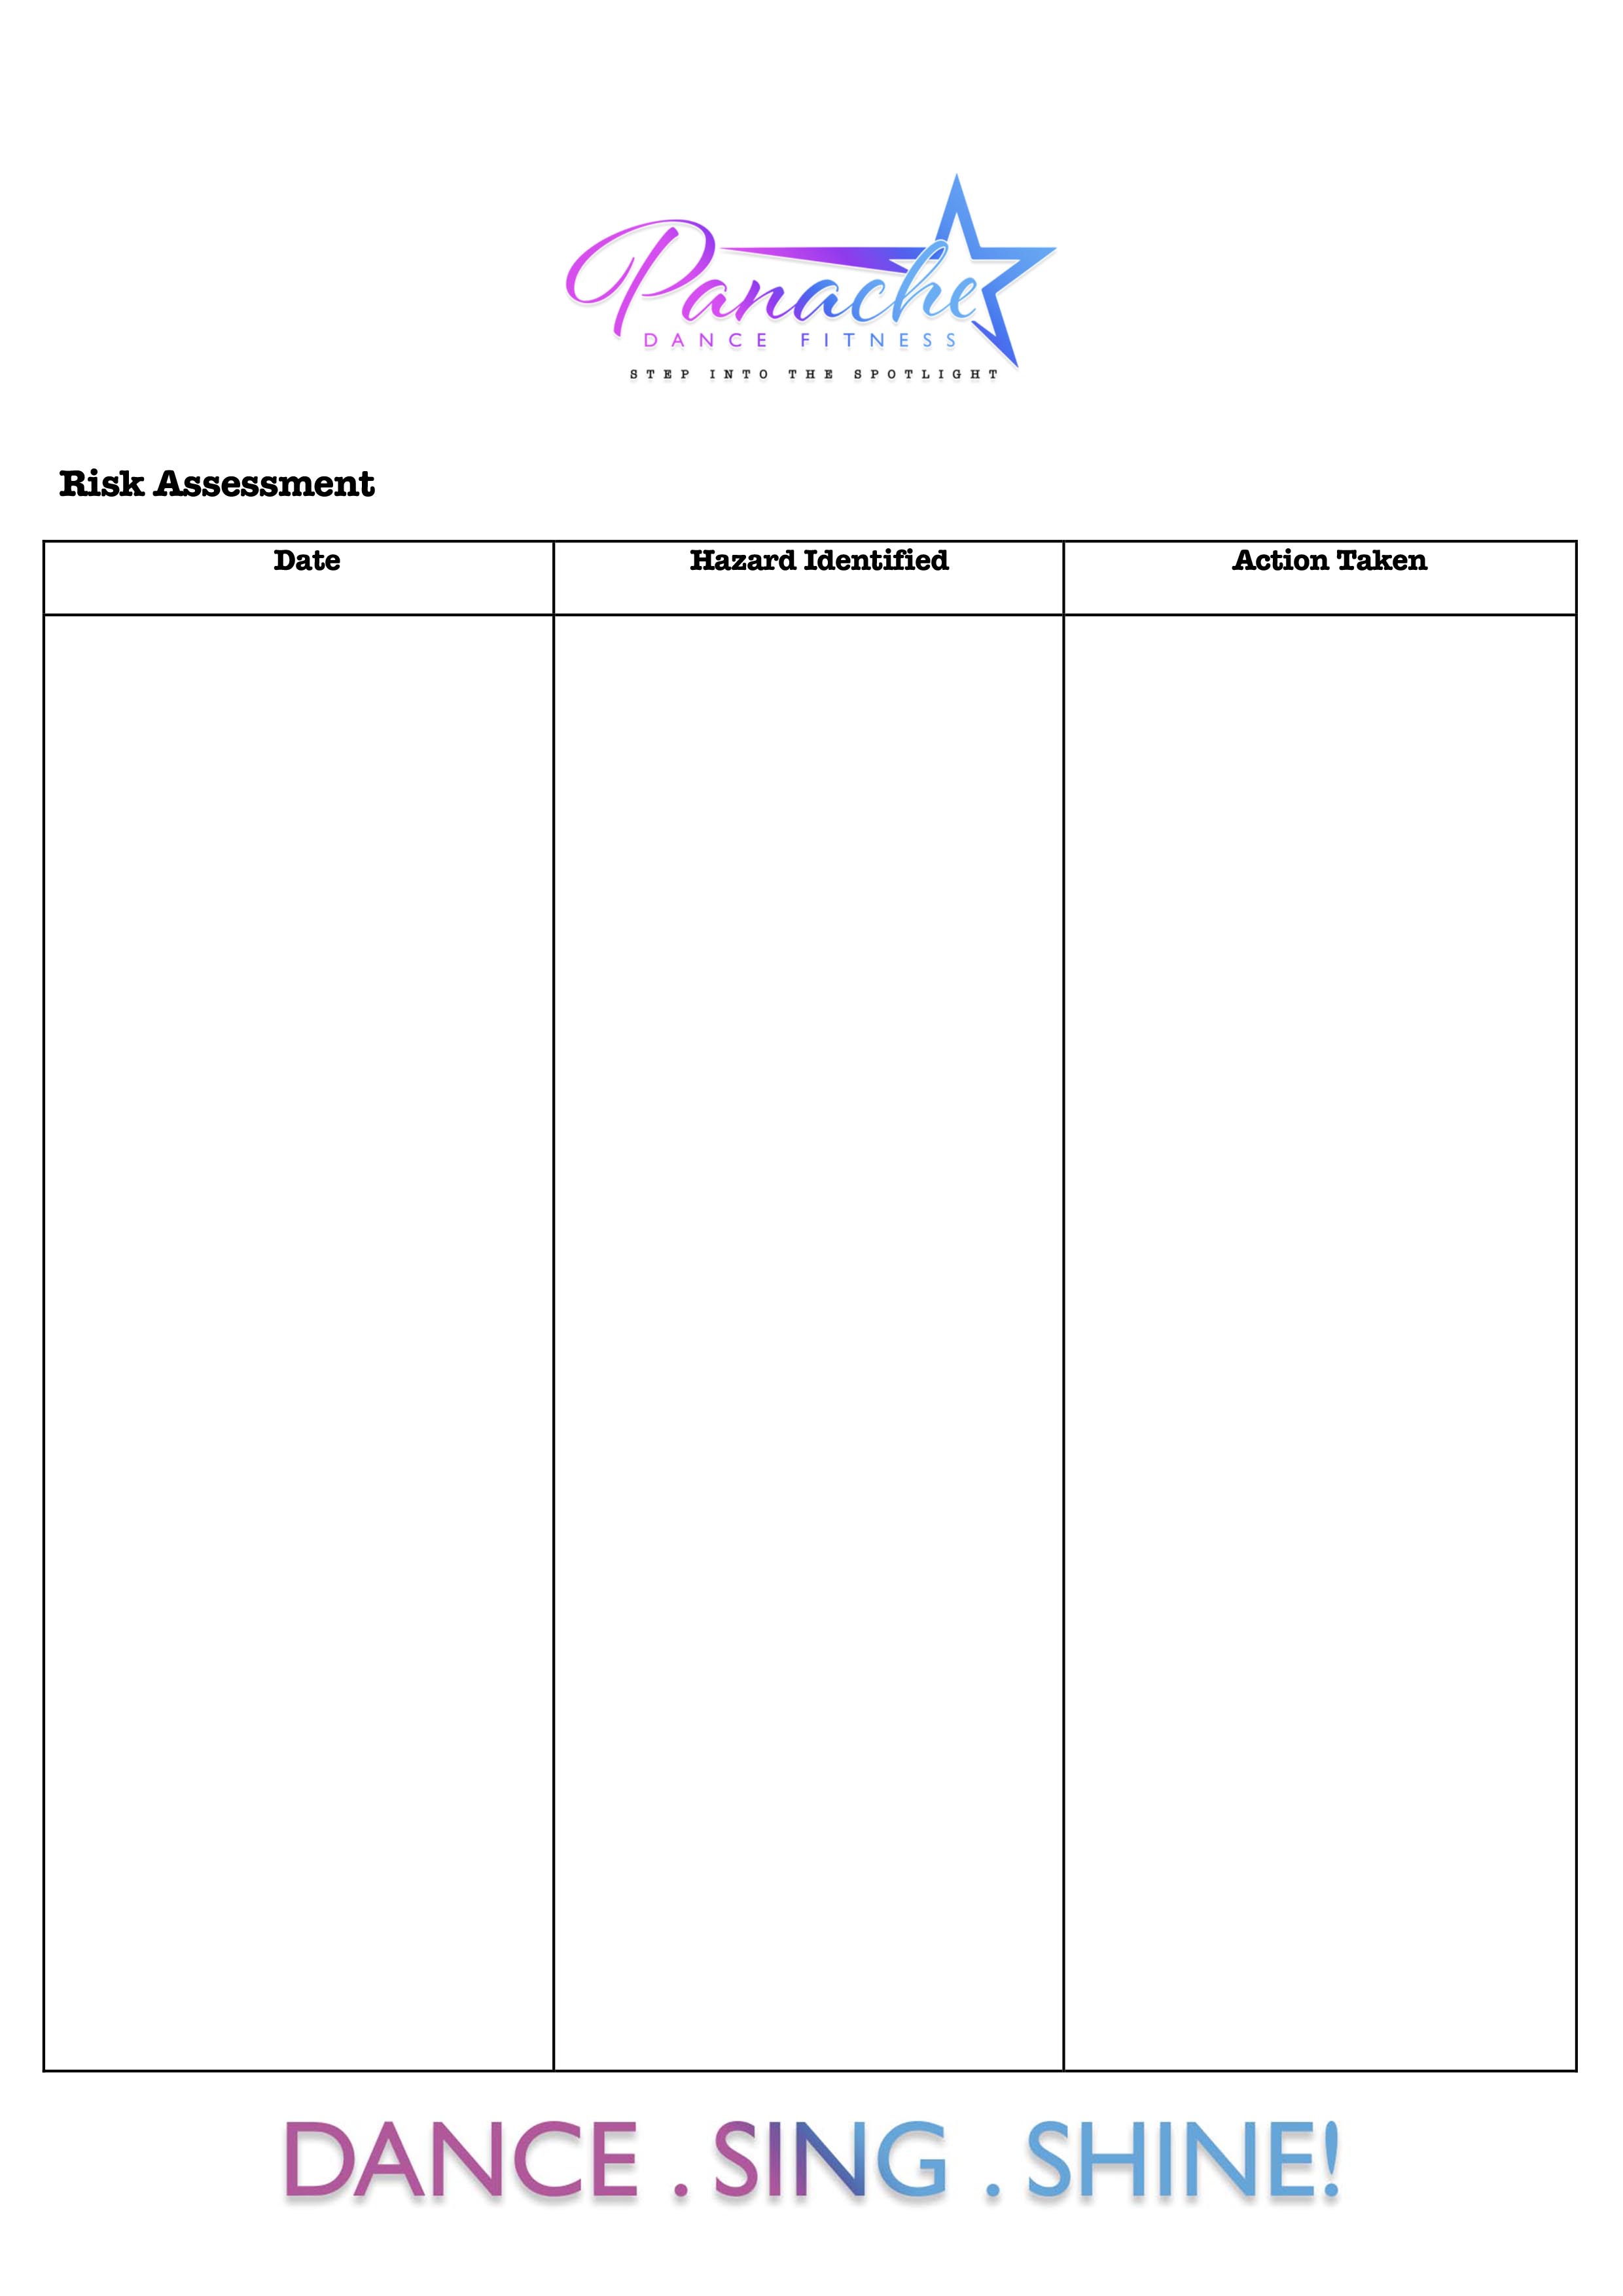 Panache
DANCE FITNESS
STEP INTO THE SPOTLIGHT
Risk Assessment
Date Hazard Identified Action Taken
DANCE . SING . SHINE!